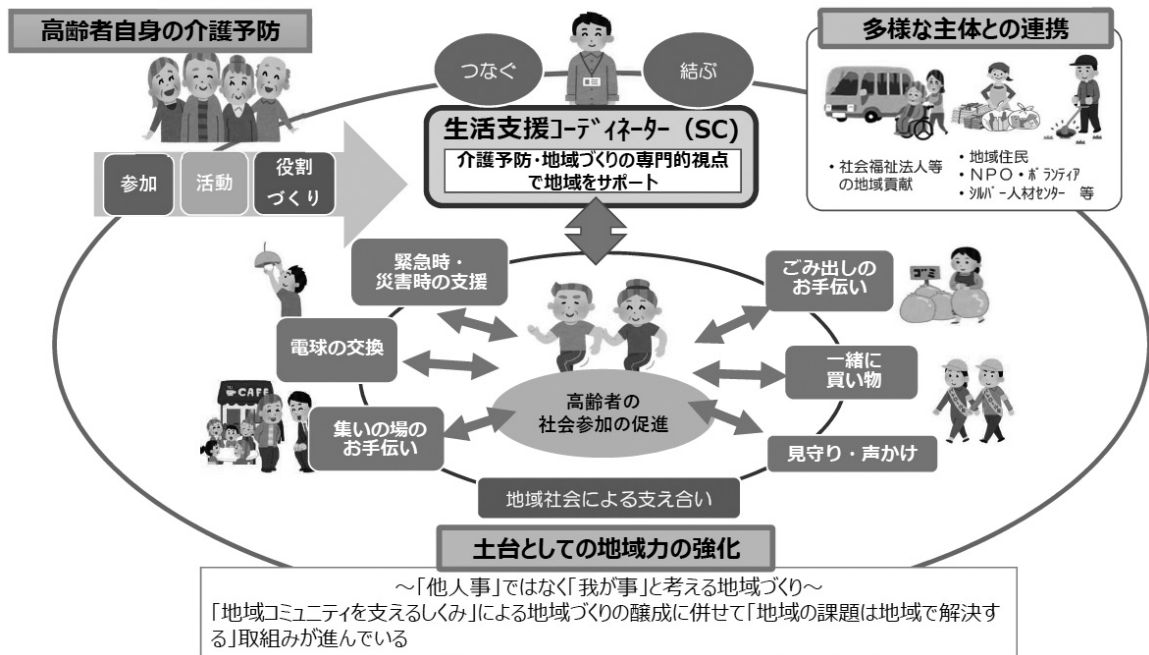 高齢者自身の介護予防
つなぐ
結ぶ
多様な主体との連携
生活支援ｺｰﾃﾞｨﾈｰﾀｰ（SC）
介護予防・地域づくりの専門的視点
で地域をサポート
参加
活動
役割
づくり
・社会福祉法人等
の地域貢献
・地域住民
・ＮＰＯ・ﾎﾞﾗﾝﾃｨｱ
・ｼﾙﾊﾞｰ人材センター　等
緊急時・
災害時の支援
ごみ出しの
お手伝い
ゴミ
電球の交換
一緒に
買い物
CAFE
集いの場の
お手伝い
高齢者の
社会参加の促進
見守り・声かけ
地域社会による支え合い
土台としての地域力の強化
～「他人事」ではなく「我が事」と考える地域づくり～
「地域コミュニティを支えるしくみ」による地域づくりの醸成に併せて「地域の課題は地域で解決す
る」取組みが進んでいる